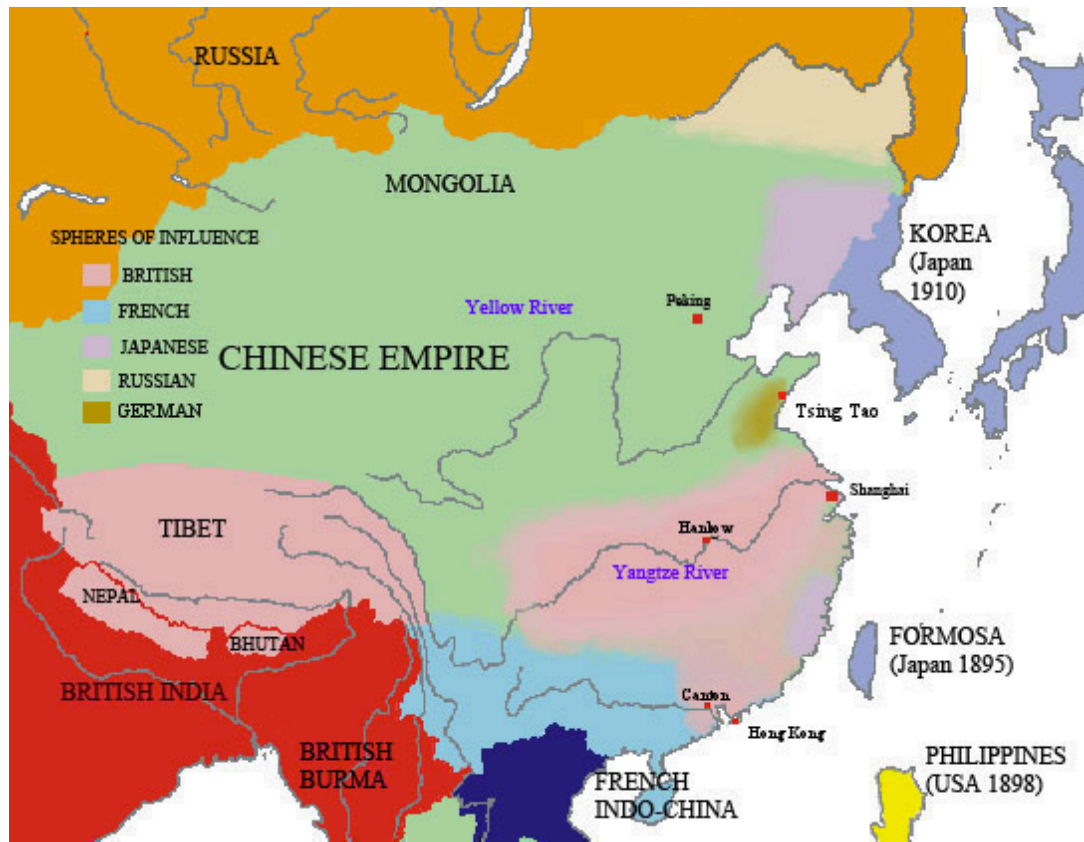 RUSSIA
MONGOLIA
SPHERES OF INFLUENCE
BRITISH
FRENCH
JAPANESE
RUSSIAN
GERMAN
KOREA
(Japan
1910)
Yellow River
Peking
CHINESE EMPIRE
Tsing Tao
Shanghai
TIBET
Hankow
Yangtze River
NEPAL
BHUTAN
FORMOSA
(Japan 1895)
BRITISH INDIA
Canton
Hong Kong
BRITISH
BURMA
FRENCH
INDO-CHINA
PHILIPPINES
(USA 1898)